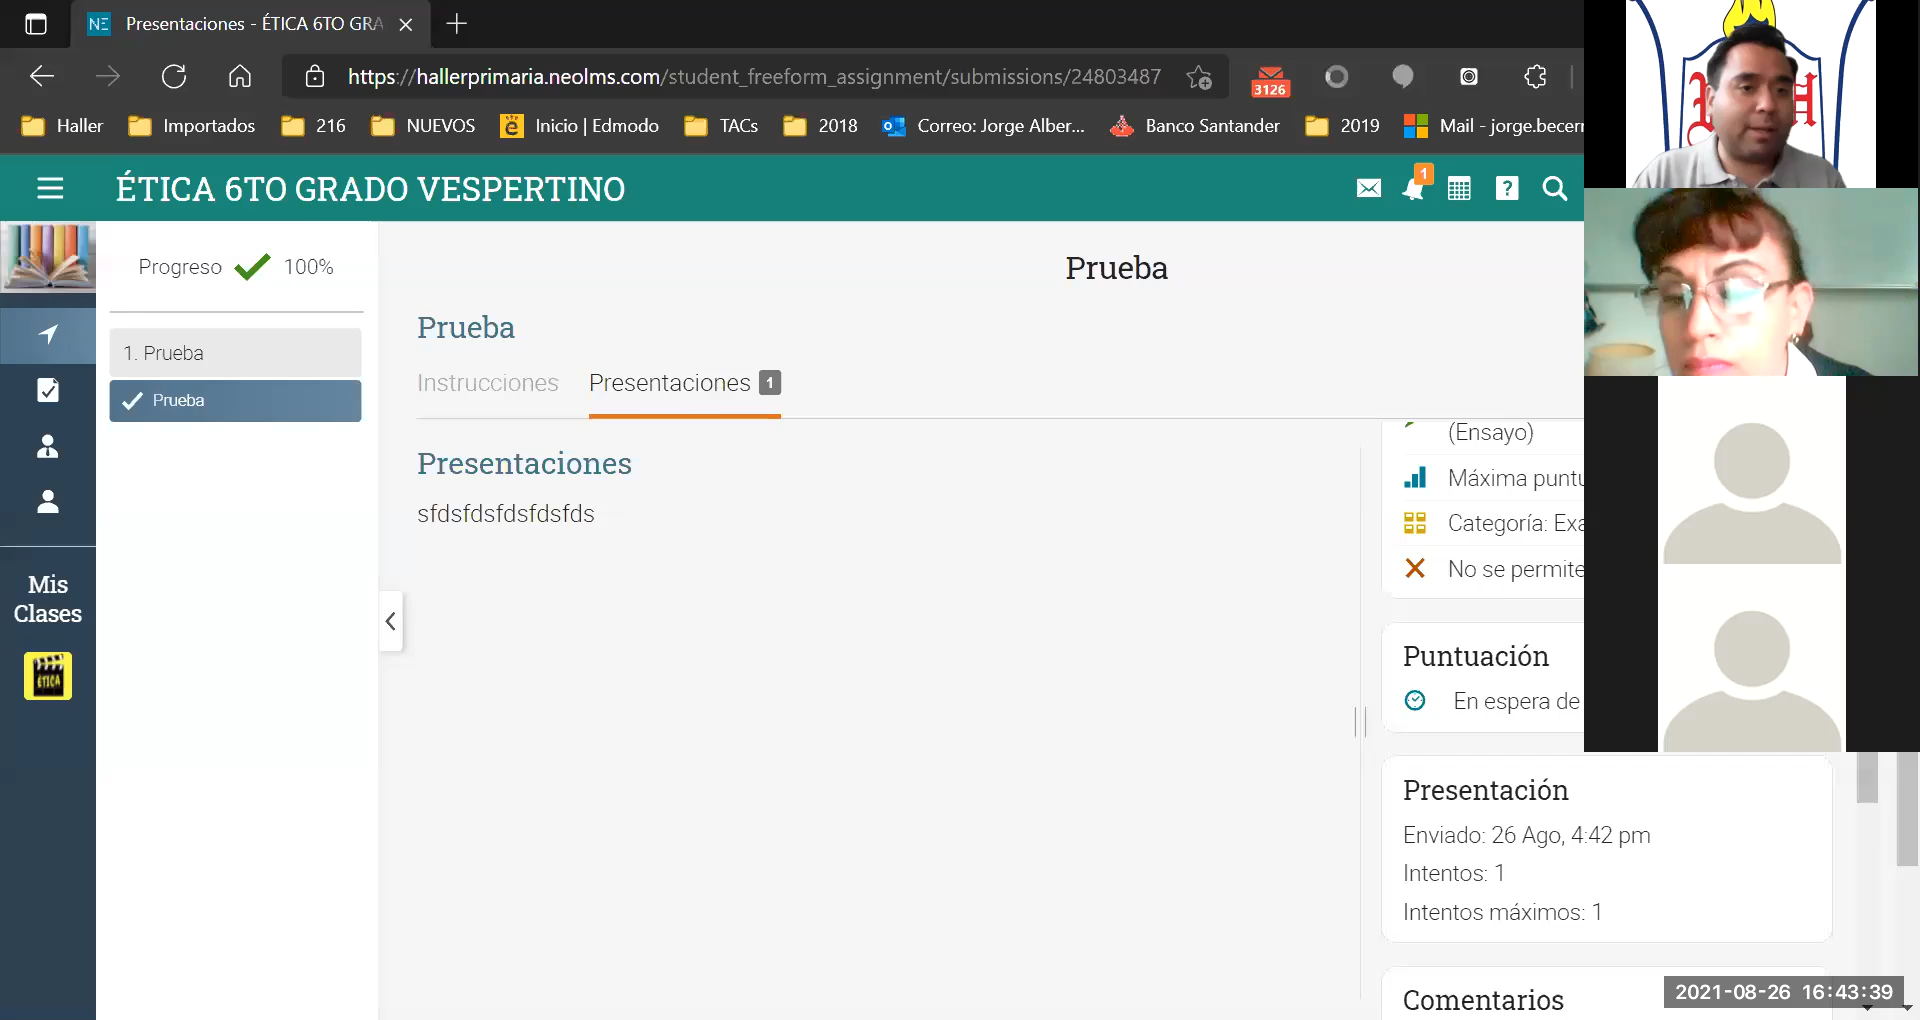 Presentaciones - ÉTICA 6TO GRA
https://hallerprimaria.neolms.com/student_freeform_assignment/submissions/24803487
3126
Haller
Importados
216
NUEVOS
Inicio | Edmodo
TACs
2018
Correo: Jorge Alber...
Banco Santander
2019
Mail - jorge.becerr
ÉTICA 6TO GRADO VESPERTINO
1
Progreso 100%
1. Prueba
Prueba
Mis
Clases
ÉTICA
Prueba
Prueba
Instrucciones
Presentaciones 1
Presentaciones
sfdsfdsfdsfdsfds
(Ensayo)
Máxima puntu
Categoría: Exa
No se permite
Puntuación
En espera de
Presentación
Enviado: 26 Ago, 4:42 pm
Intentos: 1
Intentos máximos: 1
Comentarios
2021-08-26 16:43:39